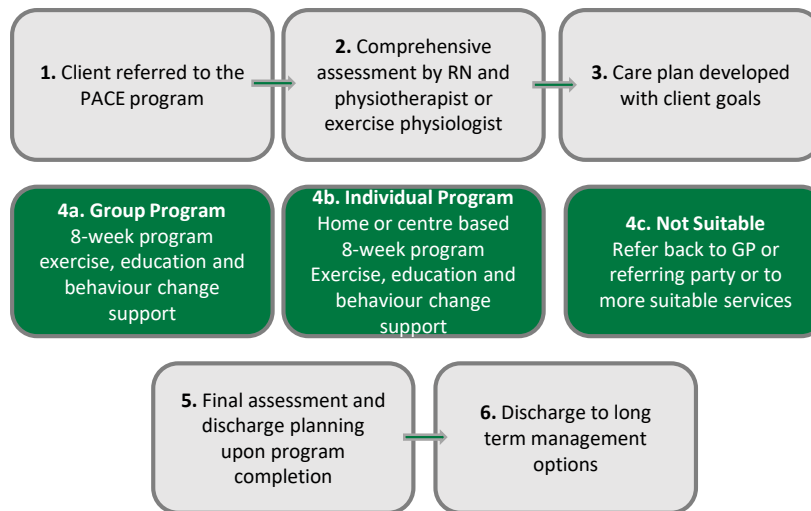 1. Client referred to the
PACE program
2. Comprehensive
assessment by RN and
physiotherapist or
exercise physiologist
3. Care plan developed
with client goals
4a. Group Program
8-week program
exercise, education and
behaviour change
support
4b. Individual Program
Home or centre based
8-week program
Exercise, education and
behaviour change
support
4c. Not Suitable
Refer back to GP or
referring party or to
more suitable services
5. Final assessment and
discharge planning
upon program
completion
6. Discharge to long
term management
options